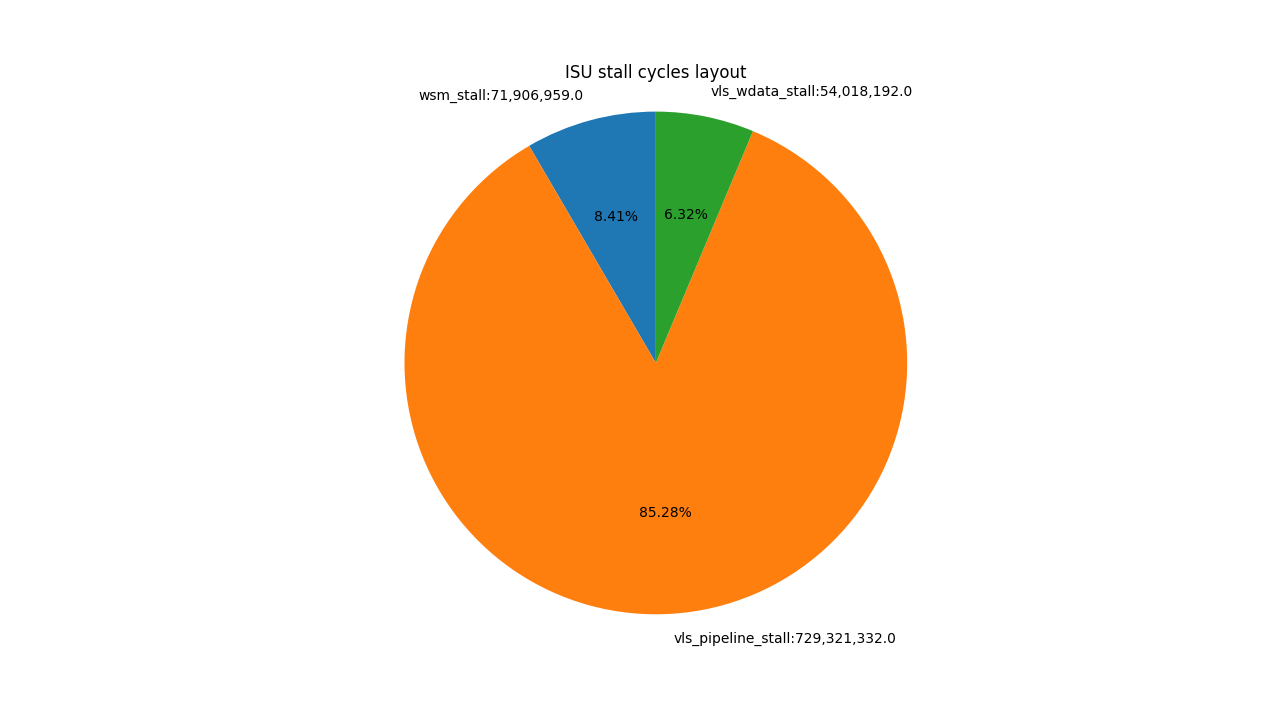 ISU stall cycles layout
wsm_stall:71,906,959.0
vls_wdata_stall:54,018,192.0
8.41%
6.32%
85.28%
vls_pipeline_stall:729,321,332.0